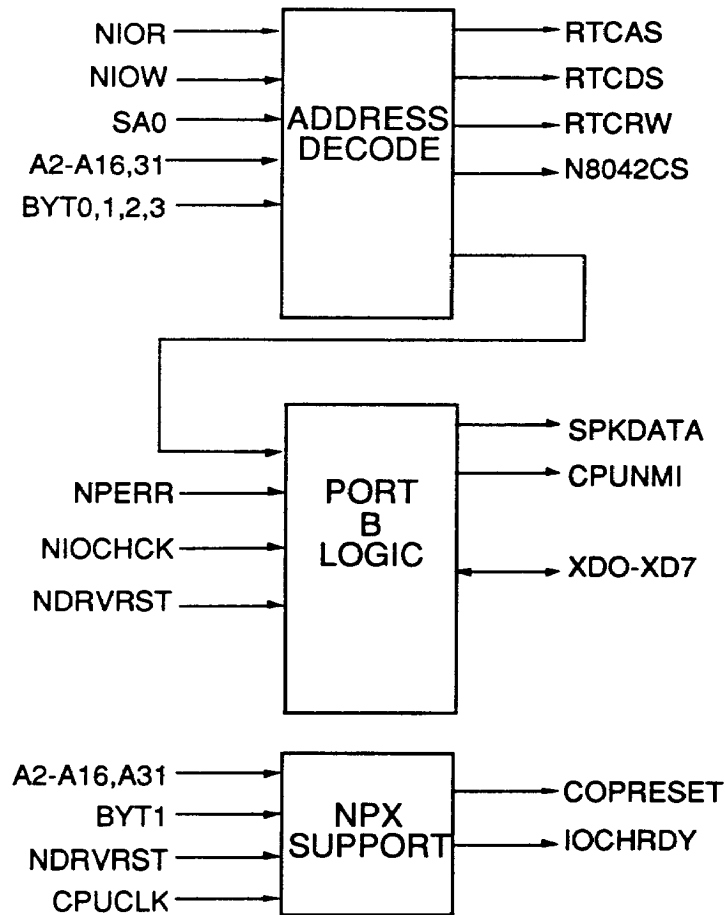 NIOR
NIOW
SA0
A2-A16,31
BYT0,1,2,3
ADDRESS
DECODE
RTCAS
RTCDS
RTCRW
N8042CS
NPERR
NIOCHCK
NDRVRST
PORT
B
LOGIC
SPKDATA
CPUNMI
XDO-XD7
A2-A16,A31
BYT1
NDRVRST
CPUCLK
NPX
SUPPORT
COPRESET
IOCHRDY